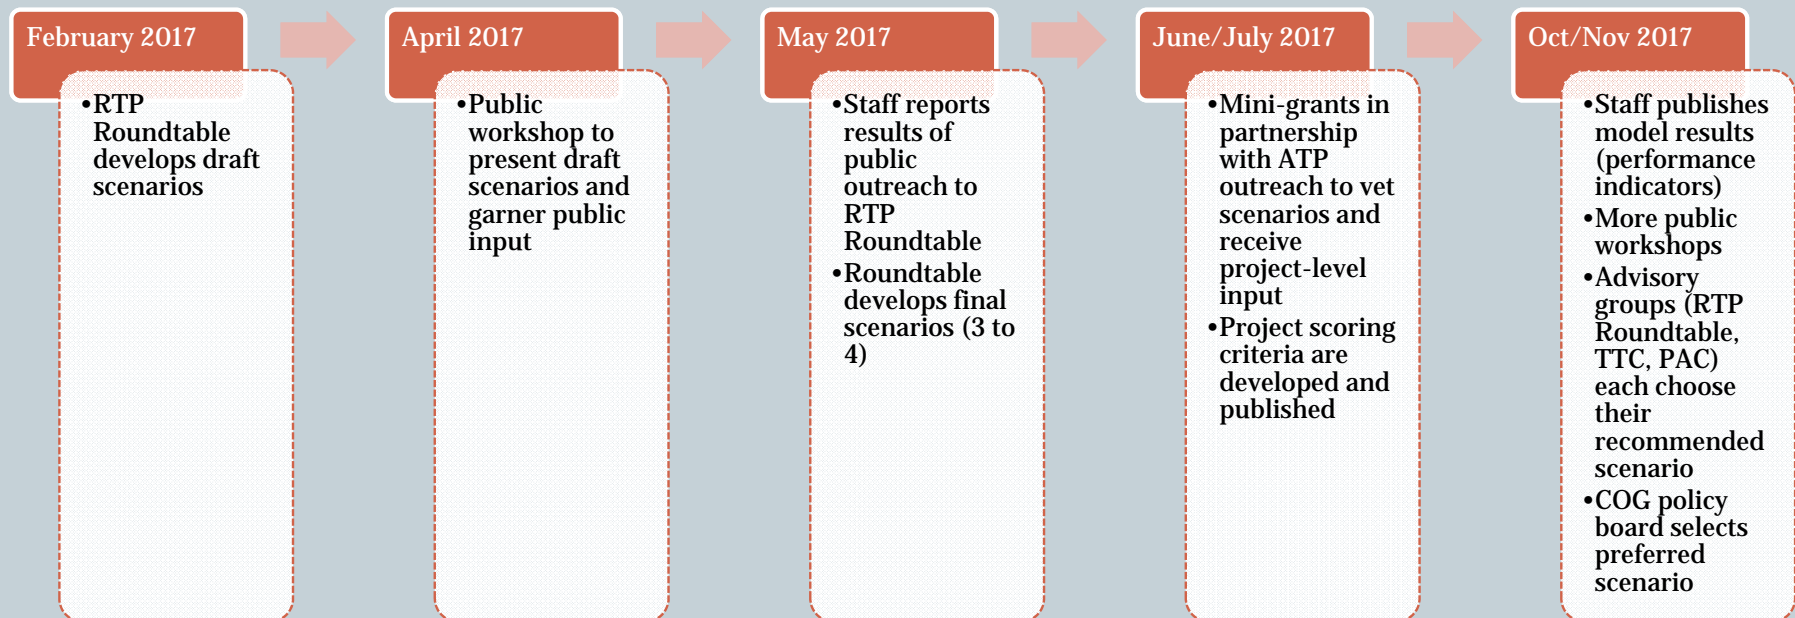 February 2017
•RTP
Roundtable
develops draft
scenarios
April 2017
•Public
workshop to
present draft
scenarios and
garner public
input
May 2017
•Staff reports
results of
public
outreach to
RTP
Roundtable
•Roundtable
develops final
scenarios (3 to
4)
June/July 2017
•Mini-grants in
partnership
with ATP
outreach to vet
scenarios and
receive
project-level
input
•Project scoring
criteria are
developed and
published
Oct/Nov 2017
•Staff publishes
model results
(performance
indicators)
•More public
workshops
•Advisory
groups (RTP
Roundtable,
TTC, PAC)
each choose
their
recommended
scenario
•COG policy
board selects
preferred
scenario